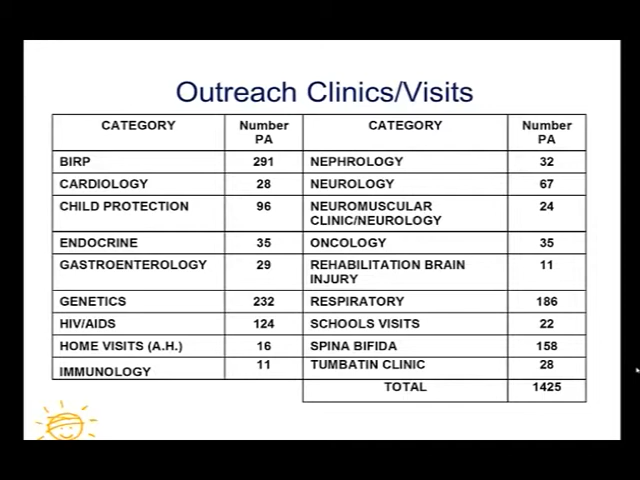 Outreach Clinics/Visits
CATEGORY Number PA CATEGORY Number PA
BIRP 291 NEPHROLOGY 32
CARDIOLOGY 28 NEUROLOGY 67
CHILD PROTECTION 96 NEUROMUSCULAR CLINIC/NEUROLOGY 24
ENDOCRINE 35 ONCOLOGY 35
GASTROENTEROLOGY 29 REHABILITATION BRAIN INJURY 11
GENETICS 232 RESPIRATORY 186
HIV/AIDS 124 SCHOOLS VISITS 22
HOME VISITS (A.H.) 16 SPINA BIFIDA 158
IMMUNOLOGY 11 TUMBATIN CLINIC 28
TOTAL 1425